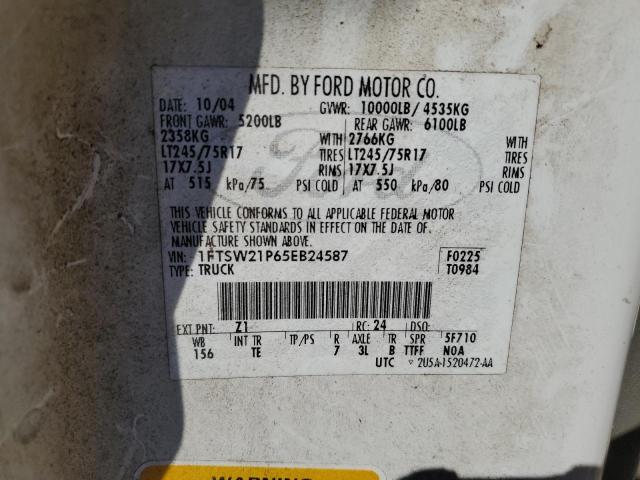 MFD. BY FORD MOTOR CO.
DATE: 10/04 GVWR: 10000LB/ 4535KG
FRONT GAWR: 5200LB REAR GAWR: 6100LB
2358KG WITH 2766KG WITH
LT245/75R17 TIRES LT245/75R17 TIRES
17X7.5J RIMS 17X7.5J RIMS
AT 515 kPa/75 PSI COLD AT 550 kPa/80 PSI COLD
THIS VEHICLE CONFORMS TO ALL APPLICABLE FEDERAL MOTOR
VEHICLE SAFETY STANDARDS IN EFFECT ON THE DATE OF
MANUFACTURE SHOWN ABOVE.
VIN: 1FTSW21P65EB24587 F0225
TYPE: TRUCK T0984
EXT PNT: Z1 RC: 24 DSO:
WB INT TR TP/PS R AXLE TR SPR 5F710
156 TE 7 3L B TTFF NOA
UTC ▽ 2U5A-1520472-AA
Ford
WARNING